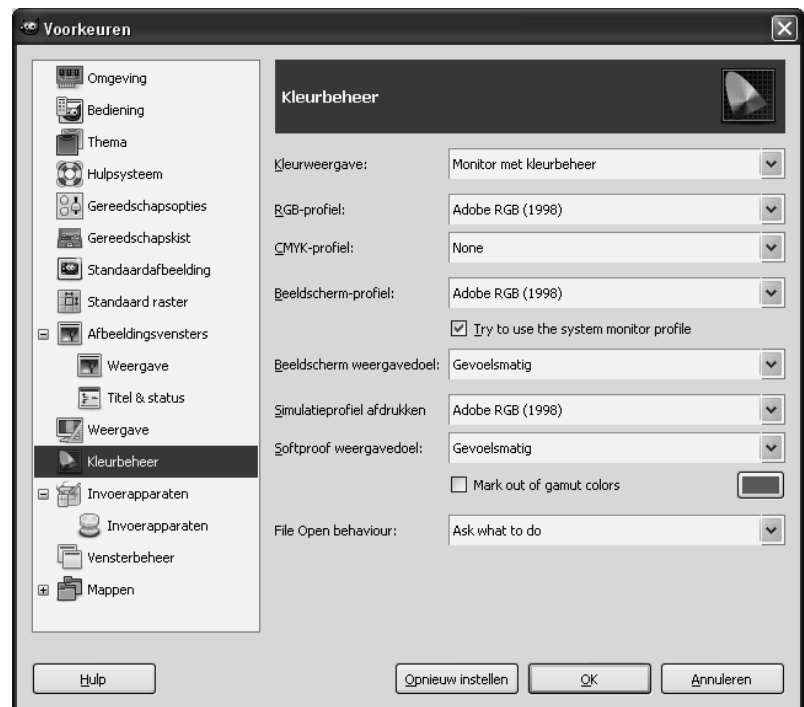 Voorkeuren
Omgeving
Bediening
Thema
Hulpsysteem
Gereedschapsopties
Gereedschapskist
Standaardafbeelding
Standaard raster
Afbeeldingsvensters
Weergave
Titel & status
Weergave
Kleurbeheer
Invoerapparaten
Invoerapparaten
Vensterbeheer
Mappen
Kleurbeheer
Kleurweergave: Monitor met kleurbeheer
RGB-profiel: Adobe RGB (1998)
CMYK-profiel: None
Beeldscherm-profiel: Adobe RGB (1998)
Try to use the system monitor profile
Beeldscherm weergavedoel: Gevoelsmatig
Simulatieprofiel afdrukken Adobe RGB (1998)
Softproof weergavedoel: Gevoelsmatig
Mark out of gamut colors
File Open behaviour: Ask what to do
Hulp
Opnieuw instellen
OK
Annuleren